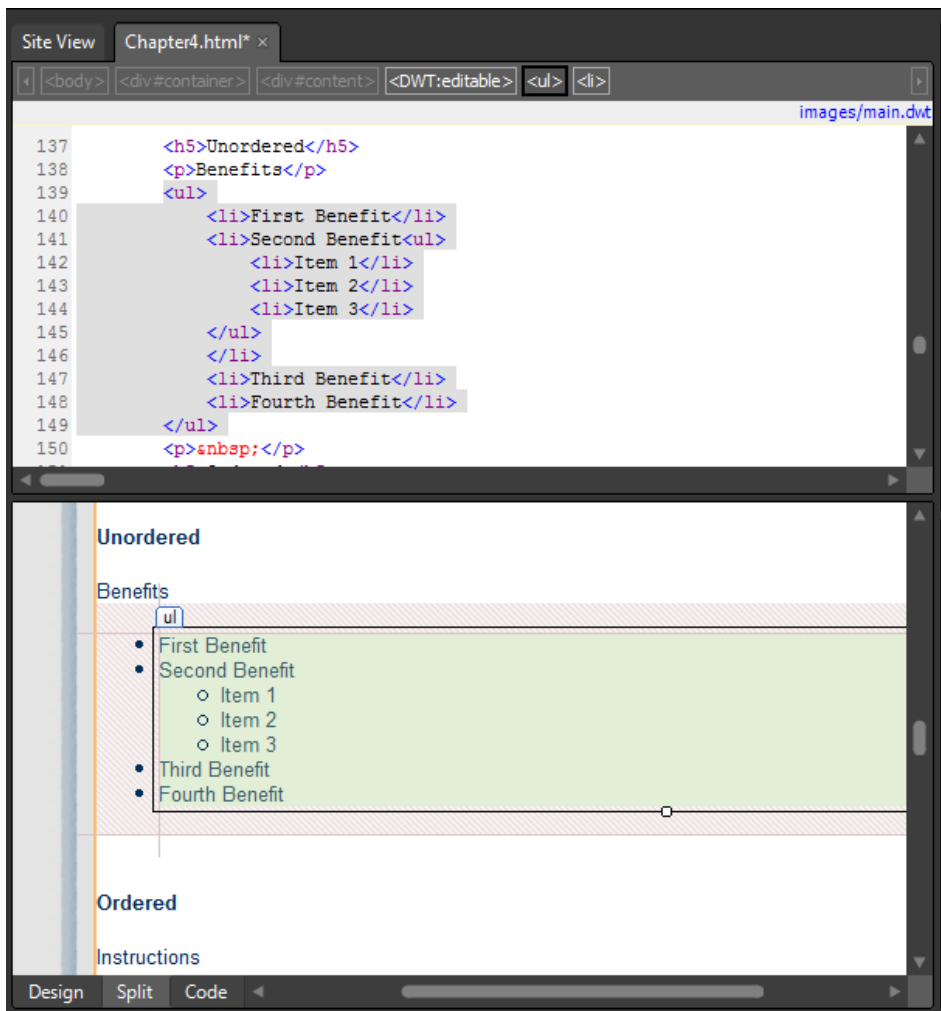 Site View Chapter4.html* ×
<body> <div#container> <div#content> <DWT:editable> <ul> <li>
images/main.dwt
137 <h5>Unordered</h5>
138 <p>Benefits</p>
139 <ul>
140 <li>First Benefit</li>
141 <li>Second Benefit<ul>
142 <li>Item 1</li>
143 <li>Item 2</li>
144 <li>Item 3</li>
145 </ul>
146 </li>
147 <li>Third Benefit</li>
148 <li>Fourth Benefit</li>
149 </ul>
150 <p>&nbsp;</p>
Unordered
Benefits
ul
First Benefit
Second Benefit
Item 1
Item 2
Item 3
Third Benefit
Fourth Benefit
Ordered
Instructions
Design Split Code